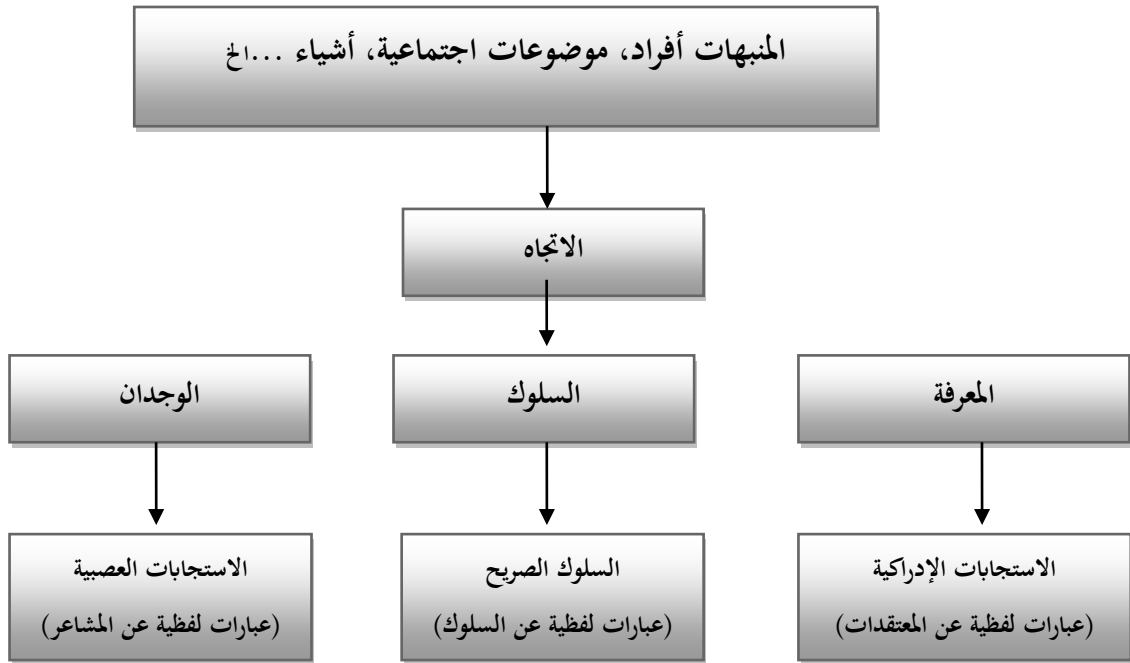 المنبهات أفراد، موضوعات اجتماعية، أشياء ...الخ
الاتجاه
المعرفة
السلوك
الوجدان
الاستجابات الإدراكية
(عبارات لفظية عن المعتقدات)
السلوك الصريح
(عبارات لفظية عن السلوك)
الاستجابات العصبية
(عبارات لفظية عن المشاعر)